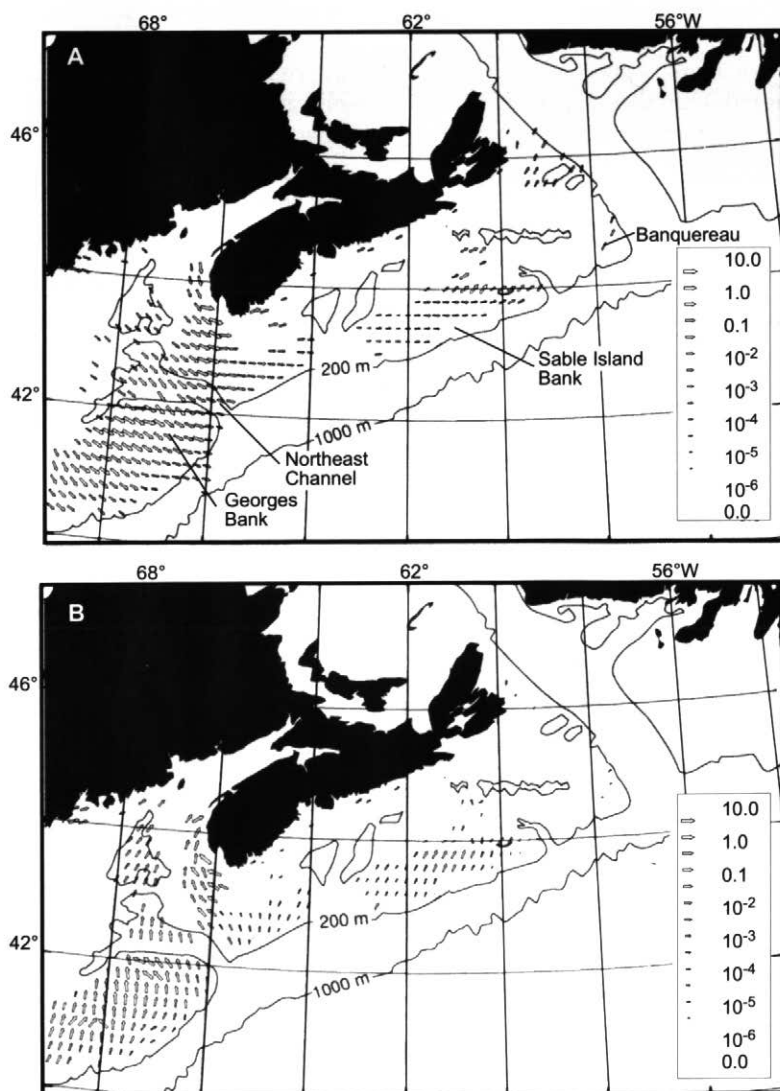 68°
62°
56°W
A
46°
Banquereau
10.0
1.0
0.1
10-2
10-3
10-4
10-5
10-6
0.0
Sable Island
Bank
200 m
42°
1000 m
Northeast
Channel
Georges
Bank
68°
62°
56°W
B
46°
10.0
1.0
0.1
10-2
10-3
10-4
10-5
10-6
0.0
200 m
42°
1000 m